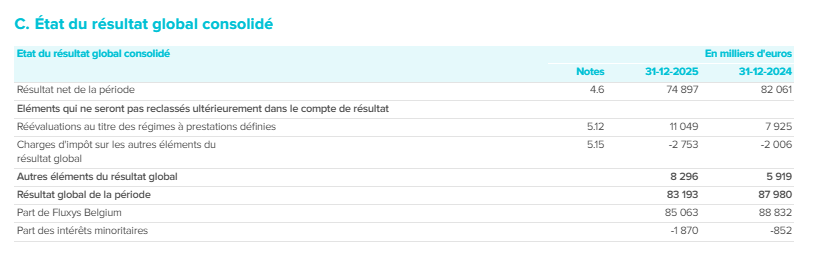 C. État du résultat global consolidé
Etat du résultat global consolidé En milliers d'euros
Notes 31-12-2025 31-12-2024
Résultat net de la période 4.6 74 897 82 061
Eléments qui ne seront pas reclassés ultérieurement dans le compte de résultat
Réévaluations au titre des régimes à prestations définies 5.12 11 049 7 925
Charges d'impôt sur les autres éléments du 5.15 -2 753 -2 006
résultat global
Autres éléments du résultat global 8 296 5 919
Résultat global de la période 83 193 87 980
Part de Fluxys Belgium 85 063 88 832
Part des intérêts minoritaires -1 870 -852